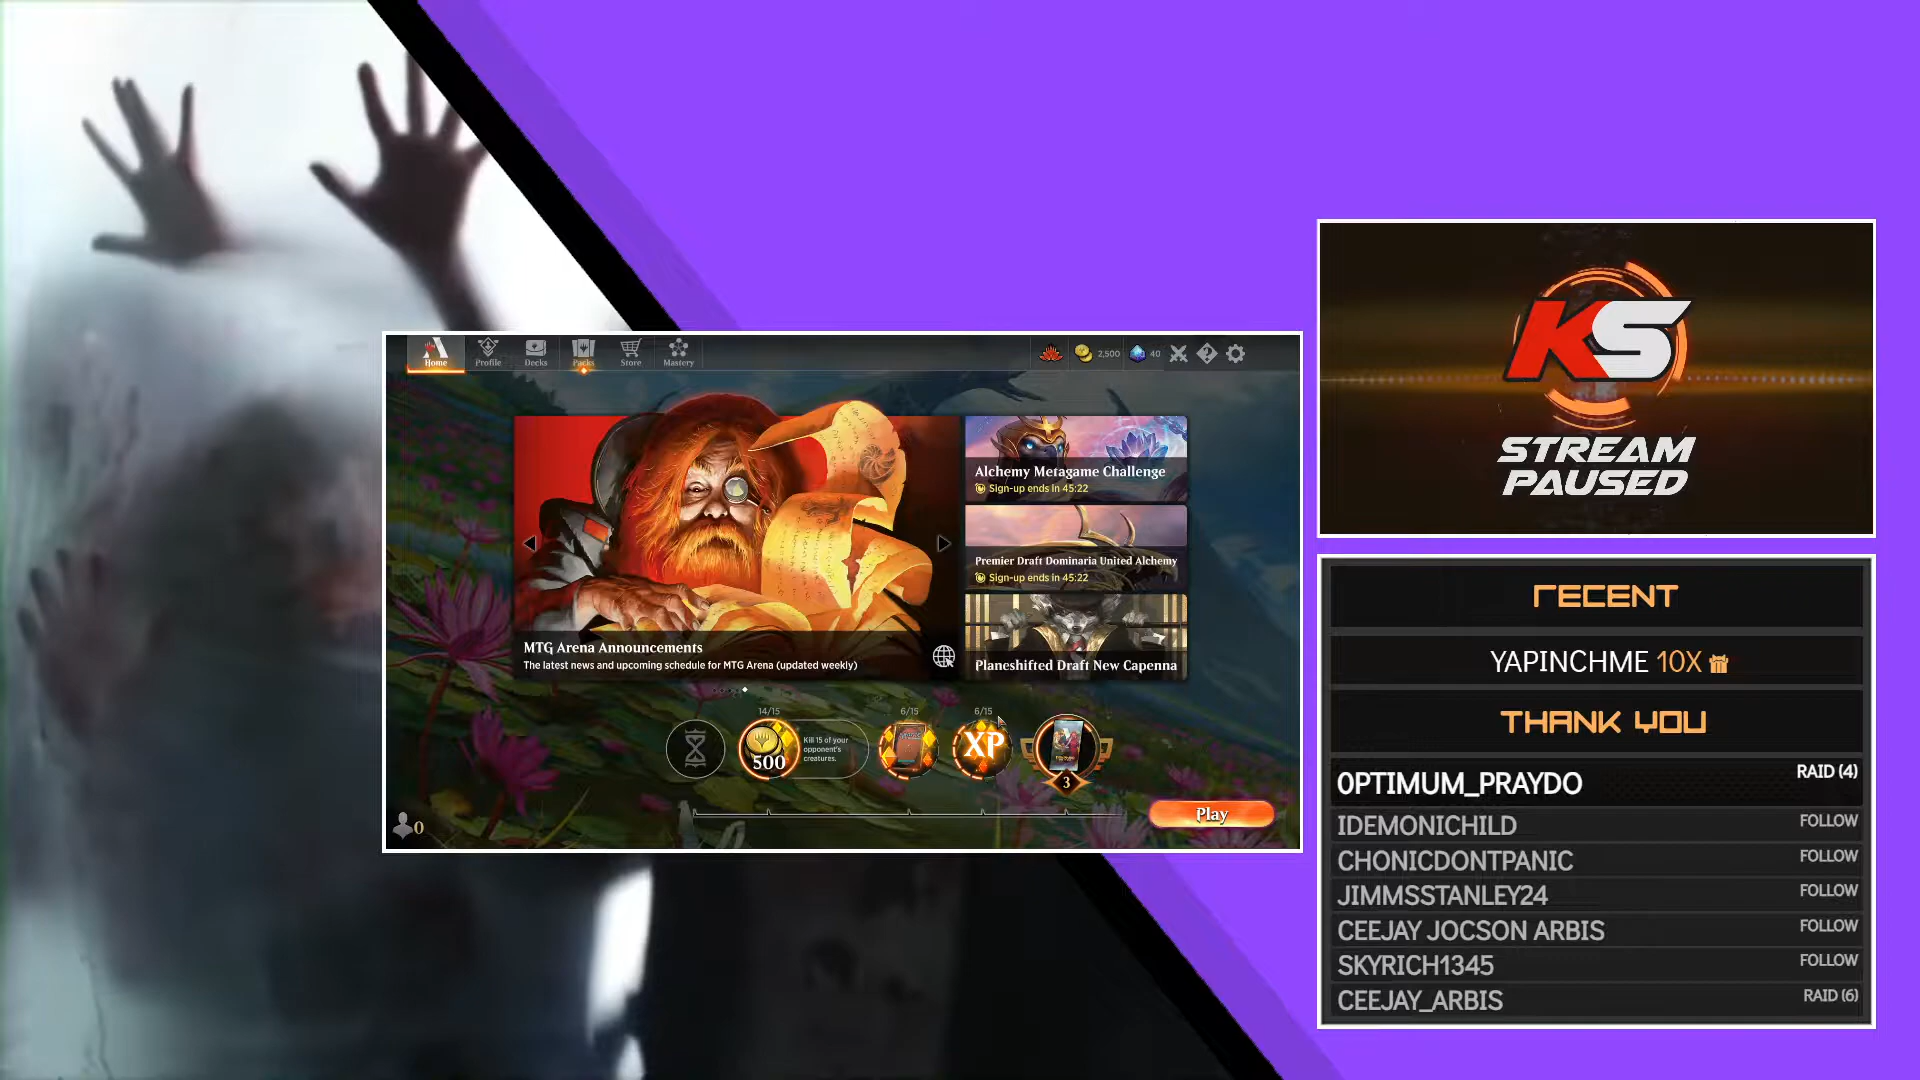 Home
Profile
Decks
Packs
Store
Mastery
2,500
40
MTG Arena Announcements
The latest news and upcoming schedule for MTG Arena (updated weekly)
Alchemy Metagame Challenge
Sign-up ends in 45:22
Premier Draft Dominaria United Alchemy
Sign-up ends in 45:22
Planeshifted Draft New Capenna
14/15
500
Kill 15 of your
opponent's
creatures.
6/15
6/15
XP
3
0
Play
KS
STREAM
PAUSED
RECENT
YAPINCHME 10X
THANK YOU
0PTIMUM_PRAYDO RAID (4)
IDEMONICHILD FOLLOW
CHONICDONTPANIC FOLLOW
JIMMSSTANLEY24 FOLLOW
CEEJAY JOCSON ARBIS FOLLOW
SKYRICH1345 FOLLOW
CEEJAY_ARBIS RAID (6)